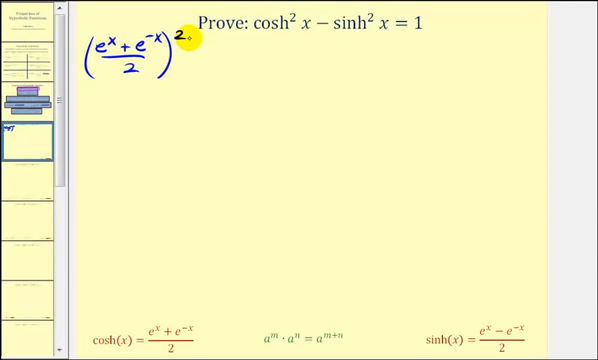 Prove: cosh² x − sinh² x = 1
(eˣ + e⁻ˣ / 2)²
cosh(x) = eˣ + e⁻ˣ / 2
aᵐ · aⁿ = aᵐ⁺ⁿ
sinh(x) = eˣ − e⁻ˣ / 2